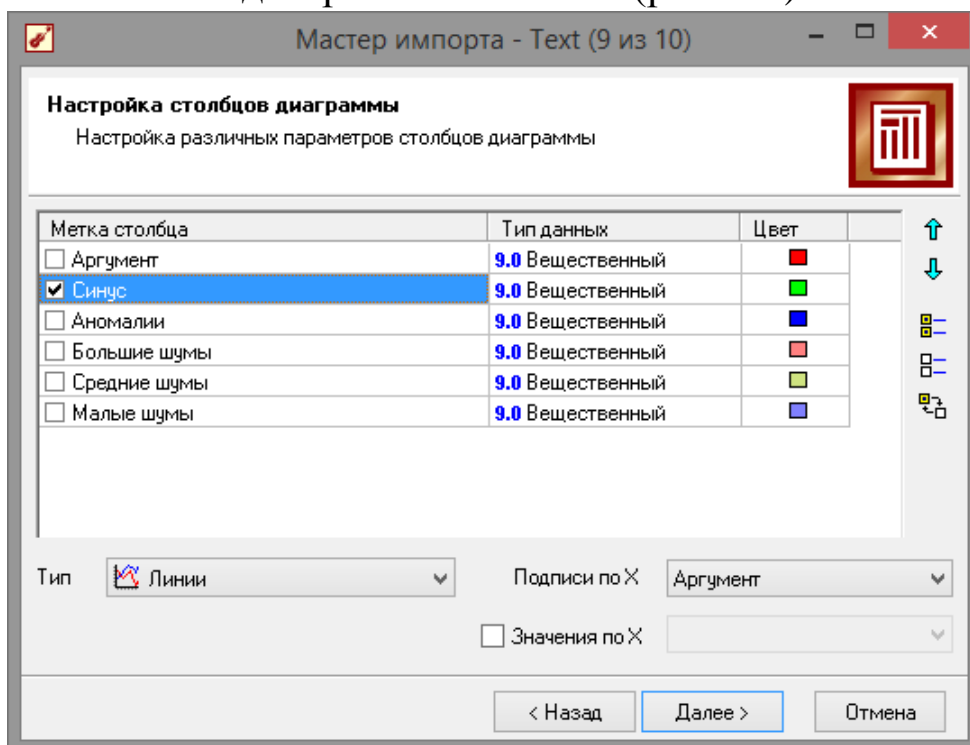 Мастер импорта - Text (9 из 10)
Настройка столбцов диаграммы
Настройка различных параметров столбцов диаграммы
Метка столбца Тип данных Цвет
Аргумент 9.0 Вещественный
Синус 9.0 Вещественный
Аномалии 9.0 Вещественный
Большие шумы 9.0 Вещественный
Средние шумы 9.0 Вещественный
Малые шумы 9.0 Вещественный
Тип Линии Подписи по X Аргумент
Значения по X
< Назад Далее > Отмена